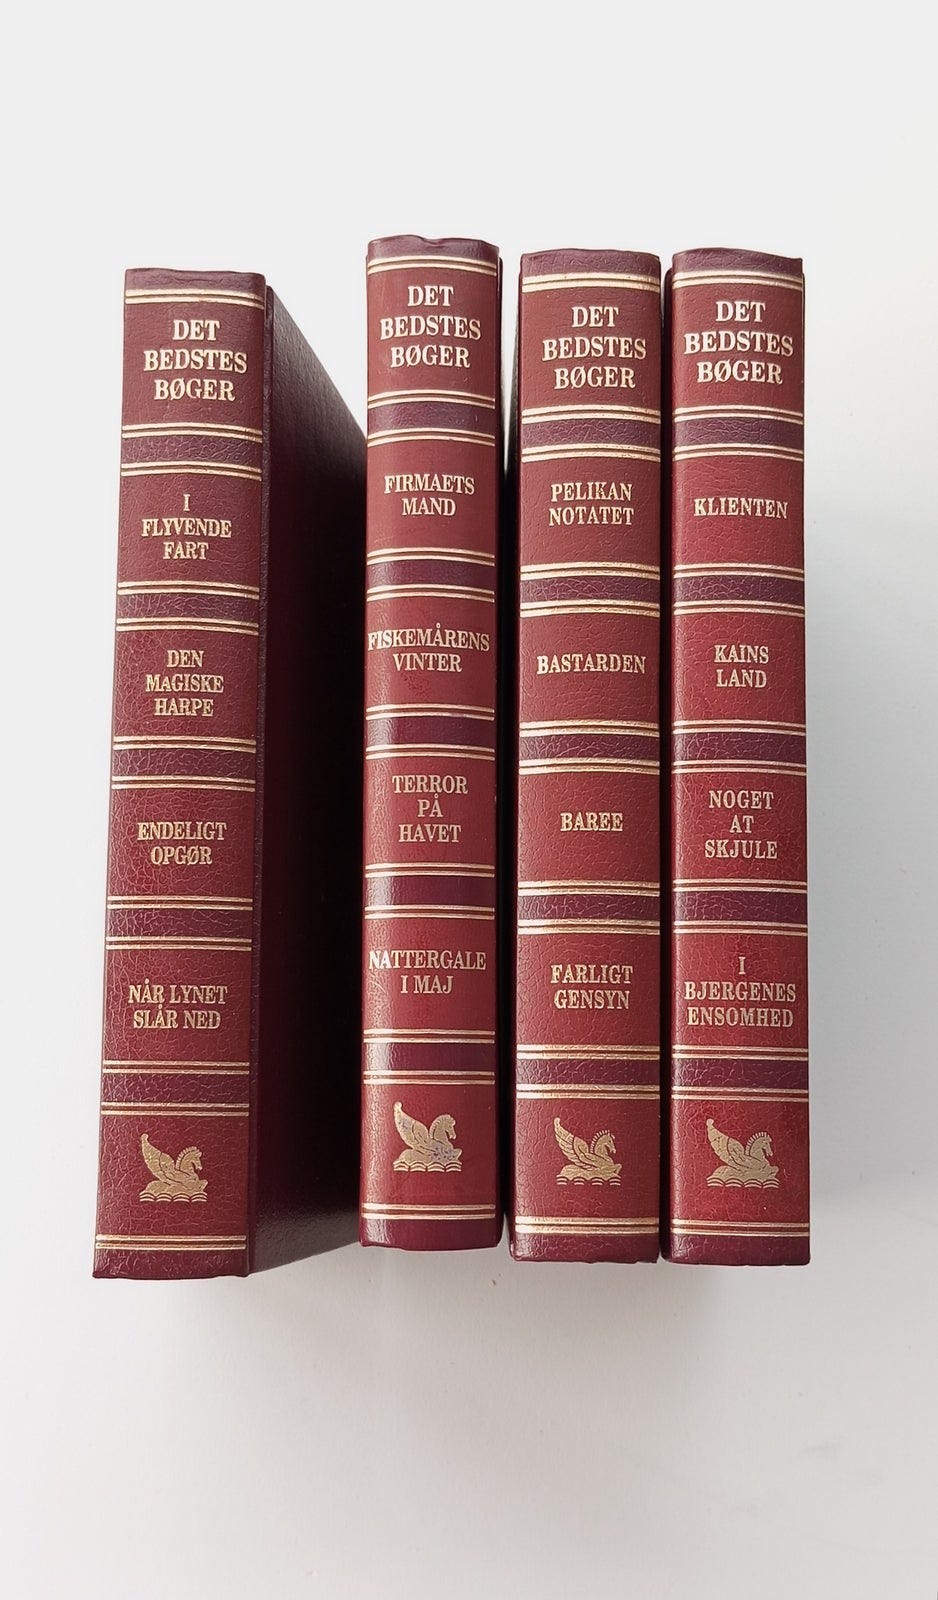 DET
BEDSTES
BØGER
I
FLYVENDE
FART
DEN
MAGISKE
HARPE
ENDELIGT
OPGØR
NÅR LYNET
SLÅR NED
DET
BEDSTES
BØGER
FIRMAETS
MAND
FISKEMÅRENS
VINTER
TERROR
PÅ
HAVET
NATTERGALE
I MAJ
DET
BEDSTES
BØGER
PELIKAN
NOTATET
BASTARDEN
BAREE
FARLIGT
GENSYN
DET
BEDSTES
BØGER
KLIENTEN
KAINS
LAND
NOGET
AT
SKJULE
I
BJERGENES
ENSOMHED